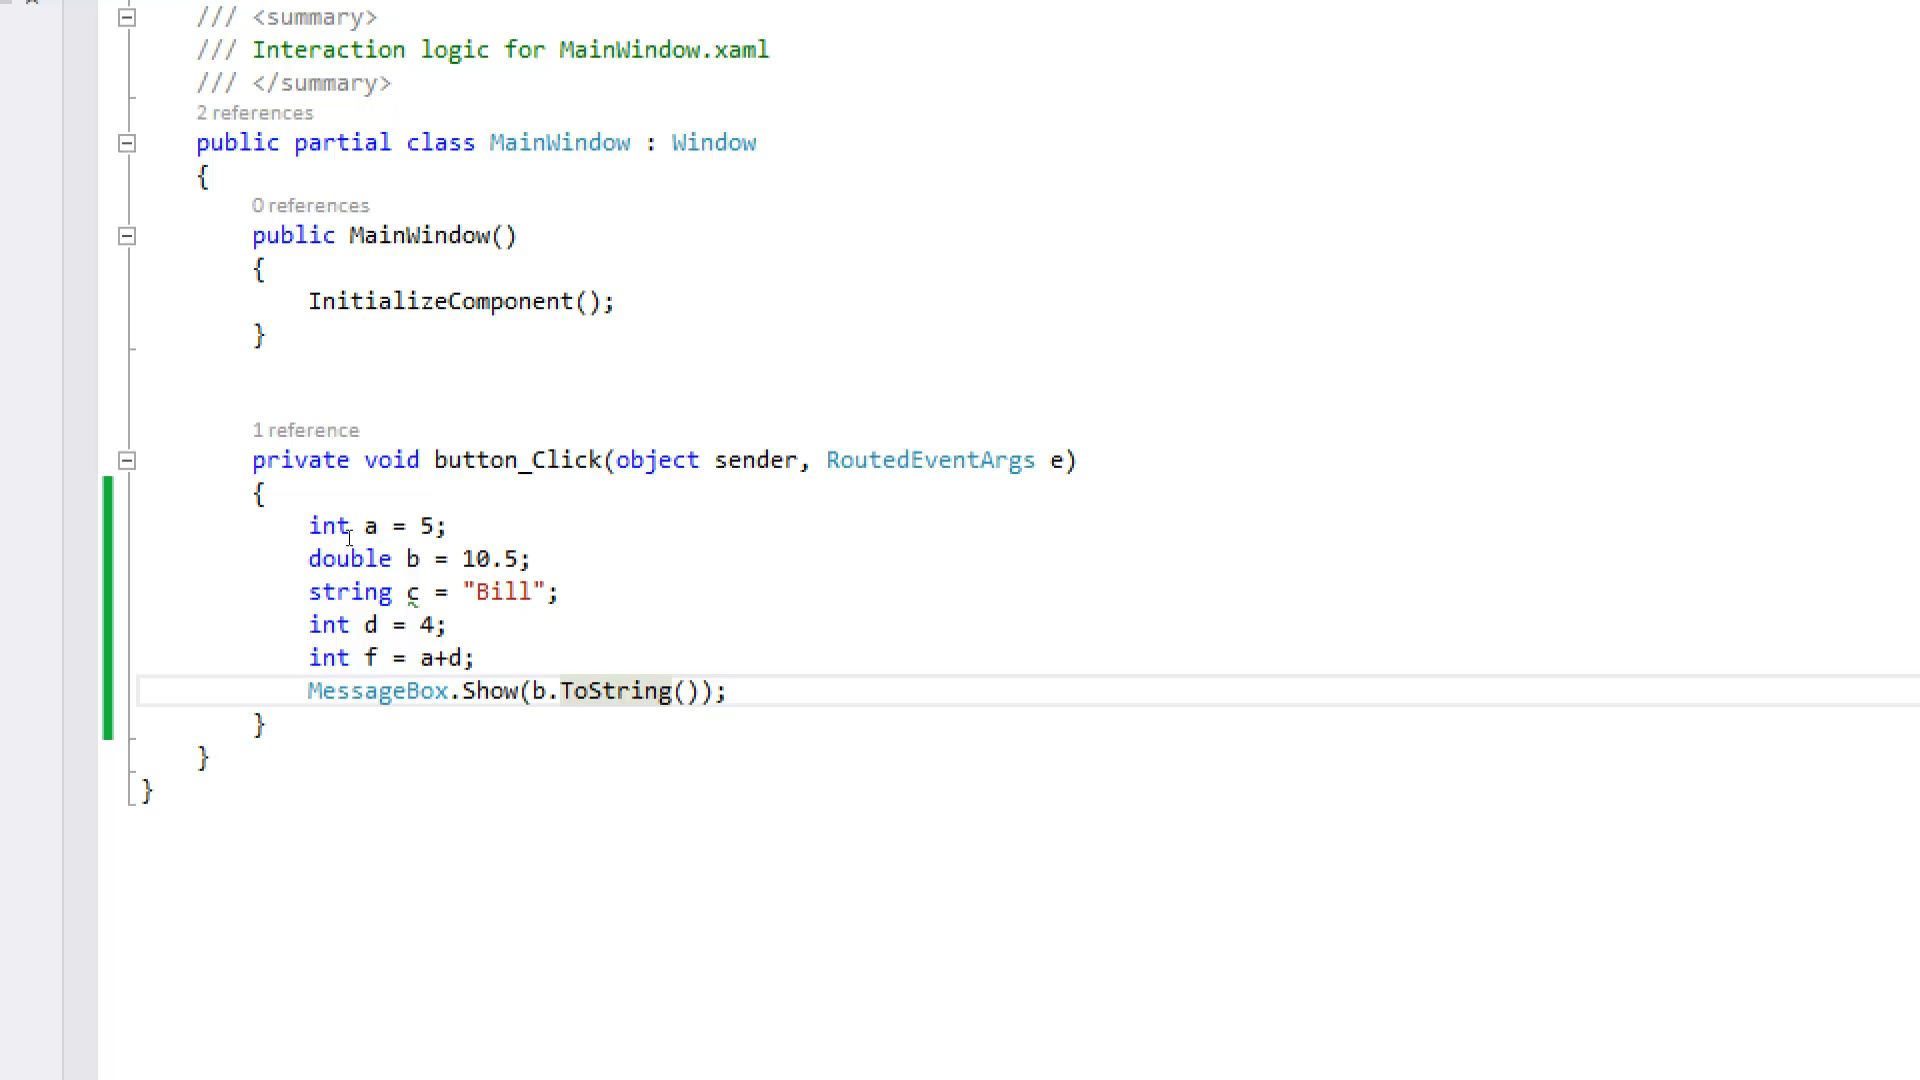 /// <summary>
/// Interaction logic for MainWindow.xaml
/// </summary>
2 references
public partial class MainWindow : Window
{
0 references
public MainWindow()
{
InitializeComponent();
}
1 reference
private void button_Click(object sender, RoutedEventArgs e)
{
int a = 5;
double b = 10.5;
string c = "Bill";
int d = 4;
int f = a+d;
MessageBox.Show(b.ToString());
}
}
}